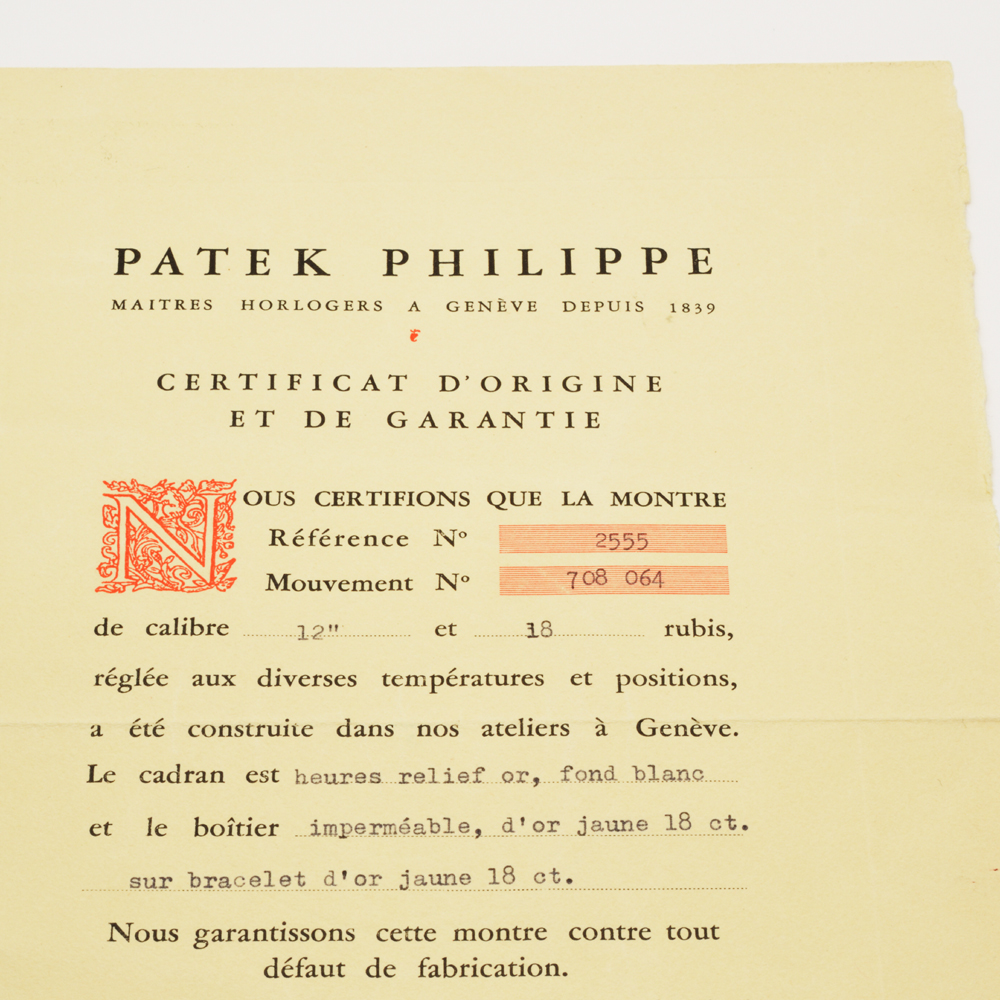 PATEK PHILIPPE
MAITRES HORLOGERS A GENÈVE DEPUIS 1839
CERTIFICAT D'ORIGINE
ET DE GARANTIE
NOUS CERTIFIONS QUE LA MONTRE
Référence Nº 2555
Mouvement Nº 708 064
de calibre 12" et 18 rubis,
réglée aux diverses températures et positions,
a été construite dans nos ateliers à Genève.
Le cadran est heures relief or, fond blanc
et le boîtier imperméable, d'or jaune 18 ct.
sur bracelet d'or jaune 18 ct.
Nous garantissons cette montre contre tout
défaut de fabrication.